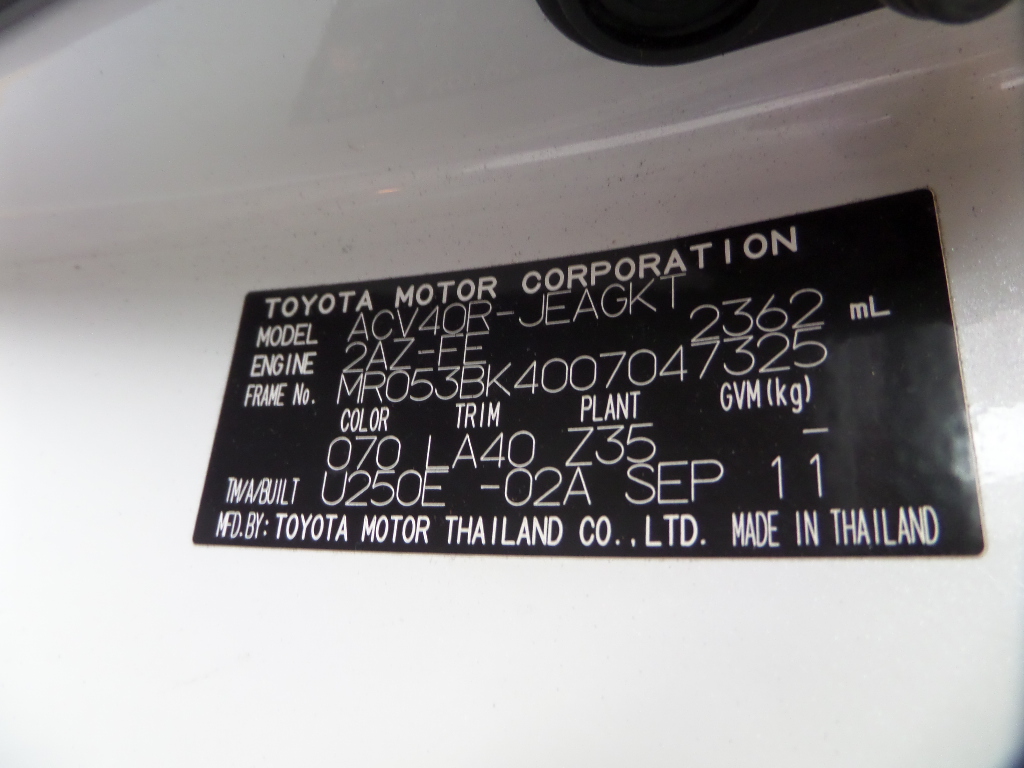 TOYOTA MOTOR CORPORATION
MODEL ACV40R-JEAGKT
ENGINE 2AZ-FE 2362 mL
FRAME No. MR053BK4007047325
COLOR TRIM PLANT GVM(kg)
070 LA40 Z35 -
TM/A/BUILT U250E -02A SEP 11
MFD.BY: TOYOTA MOTOR THAILAND CO.,LTD. MADE IN THAILAND